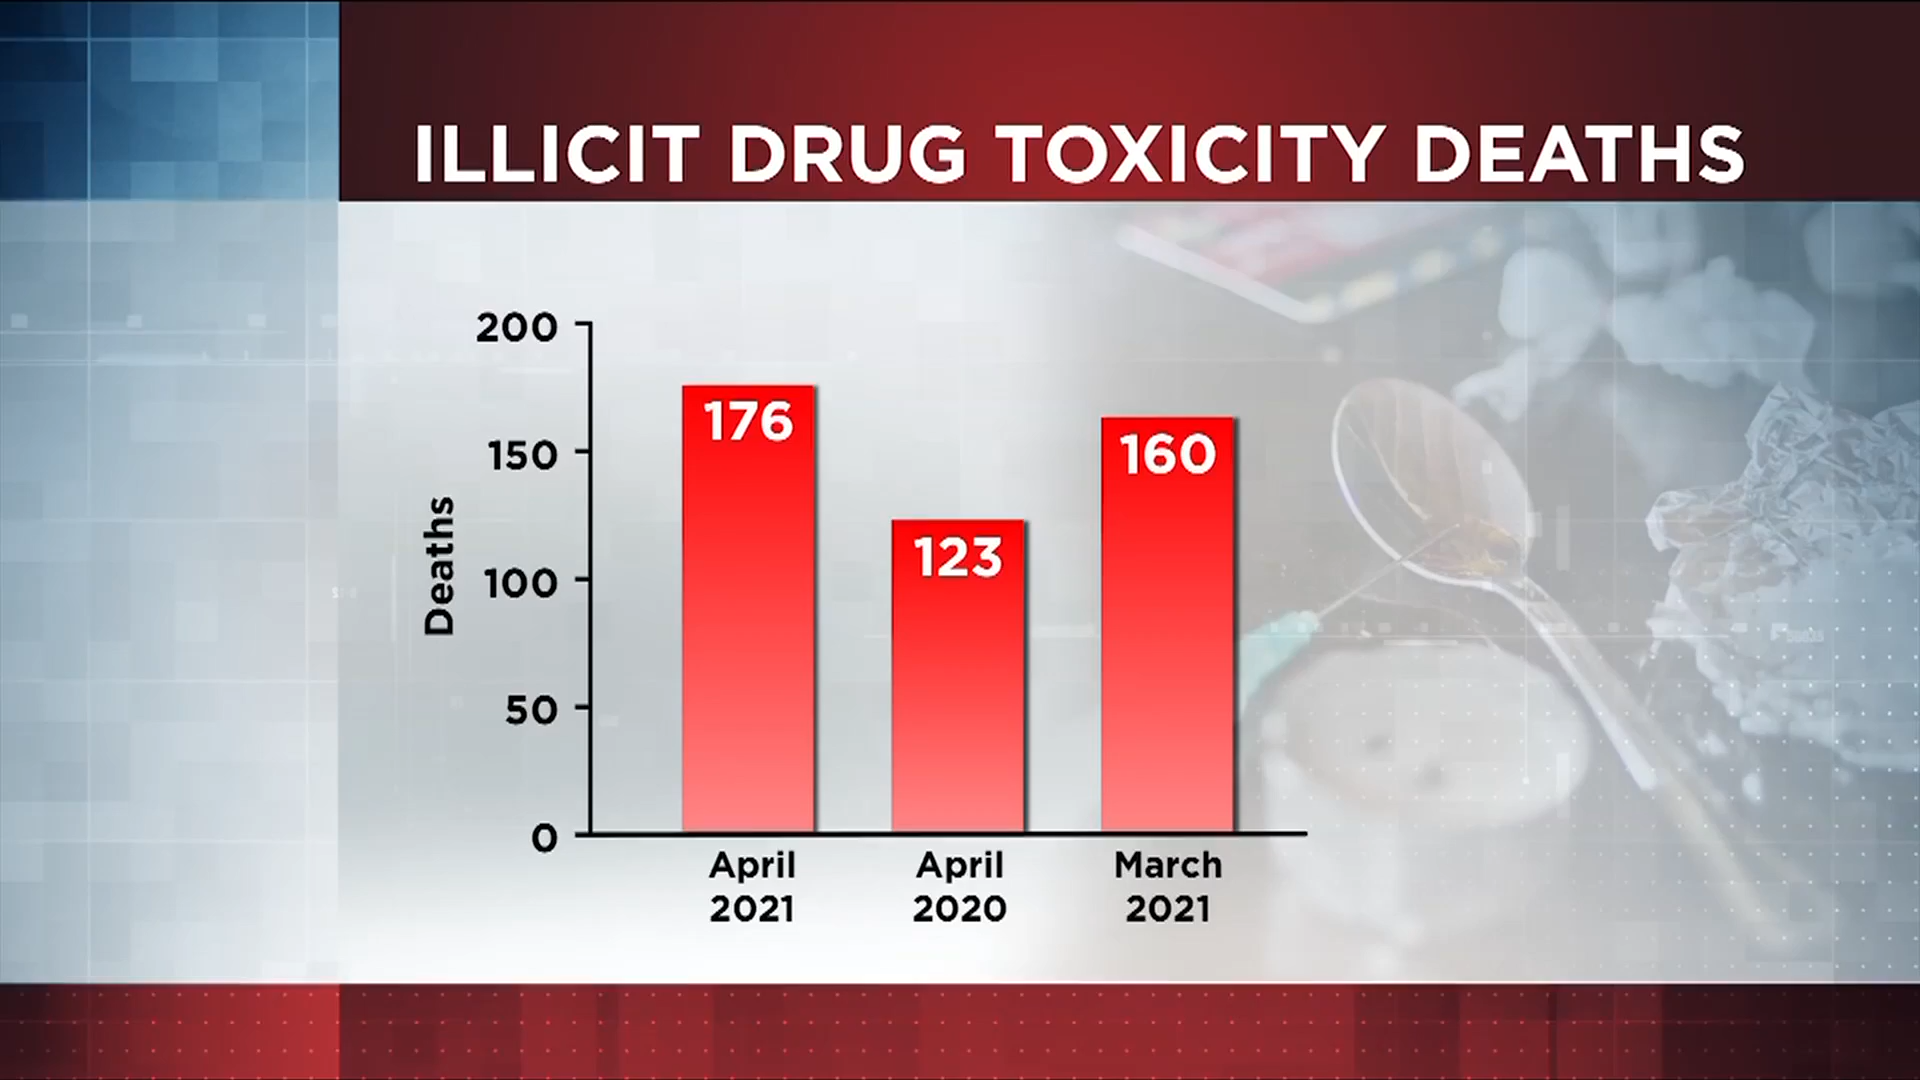 ILLICIT DRUG TOXICITY DEATHS
200
150
100
50
0
Deaths
176
123
160
April
2021
April
2020
March
2021